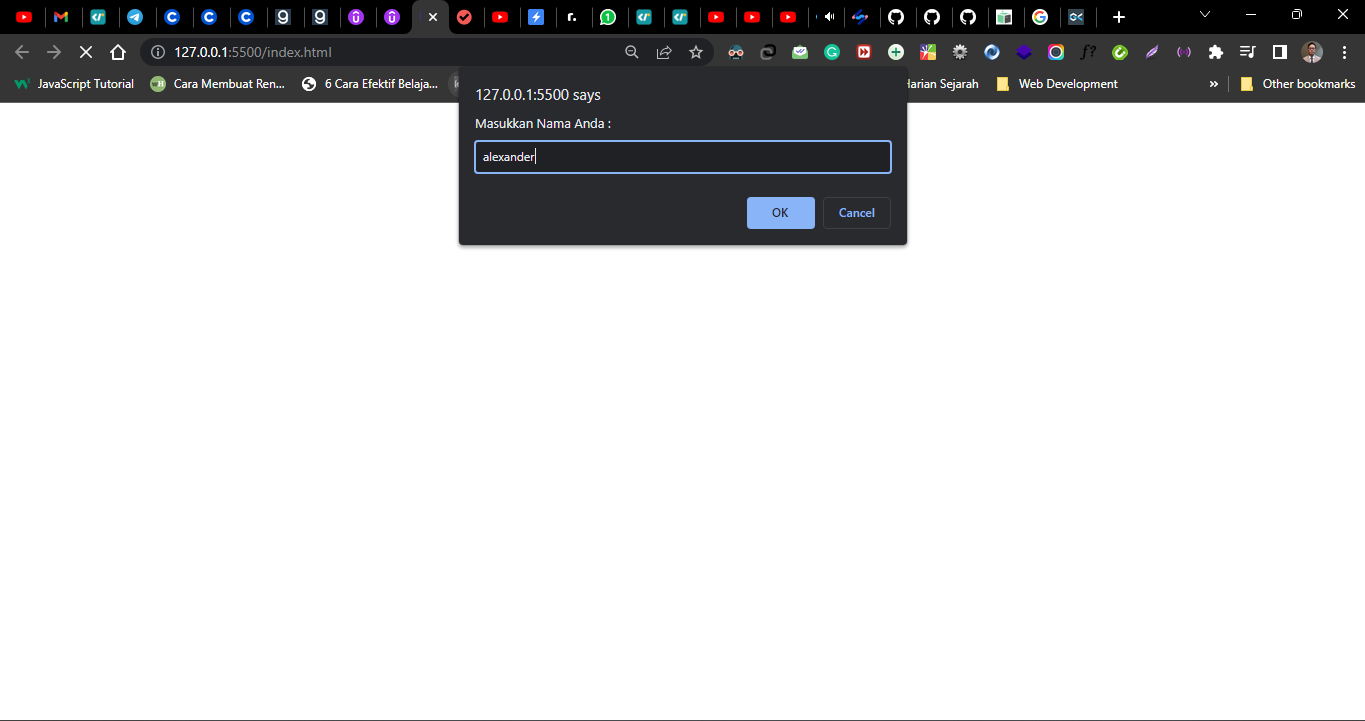 127.0.0.1:5500/index.html
JavaScript Tutorial
Cara Membuat Ren...
6 Cara Efektif Belaja...
Harian Sejarah
Web Development
»
Other bookmarks
127.0.0.1:5500 says
Masukkan Nama Anda :
alexander
OK
Cancel